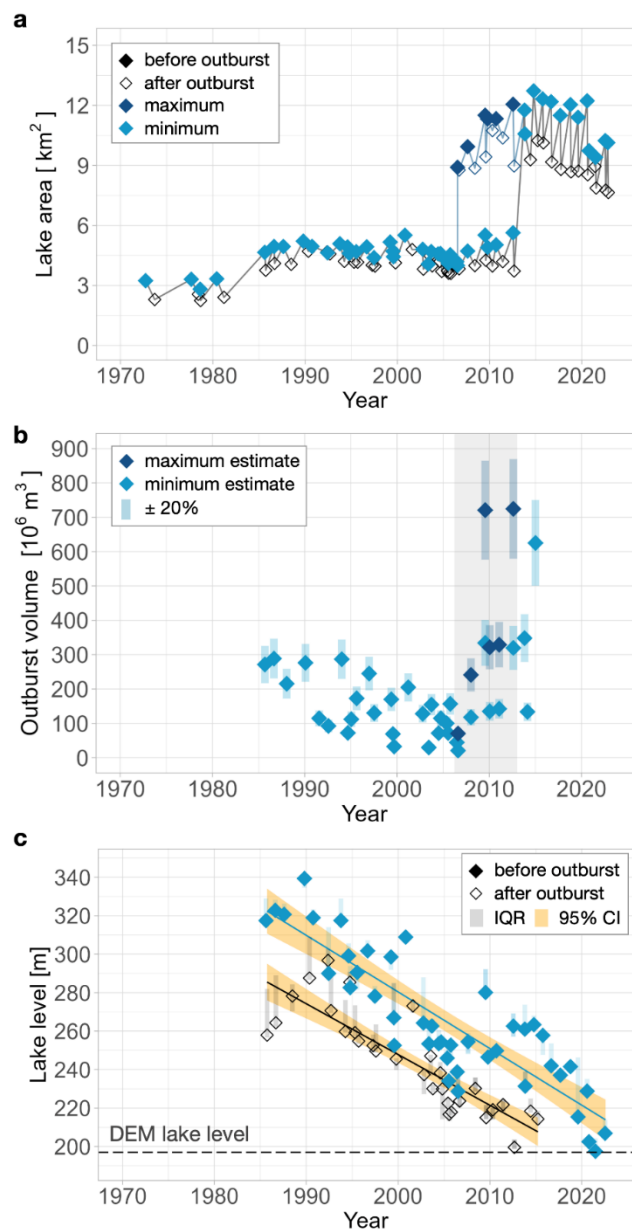 a
15
12
9
6
3
0
Lake area [ km²]
before outburst
after outburst
maximum
minimum
1970 1980 1990 2000 2010 2020
Year
b
900
800
700
600
500
400
300
200
100
0
Outburst volume [10⁶ m³]
maximum estimate
minimum estimate
± 20%
1970 1980 1990 2000 2010 2020
Year
c
340
320
300
280
260
240
220
200
Lake level [m]
before outburst
after outburst
IQR 95% CI
DEM lake level
1970 1980 1990 2000 2010 2020
Year